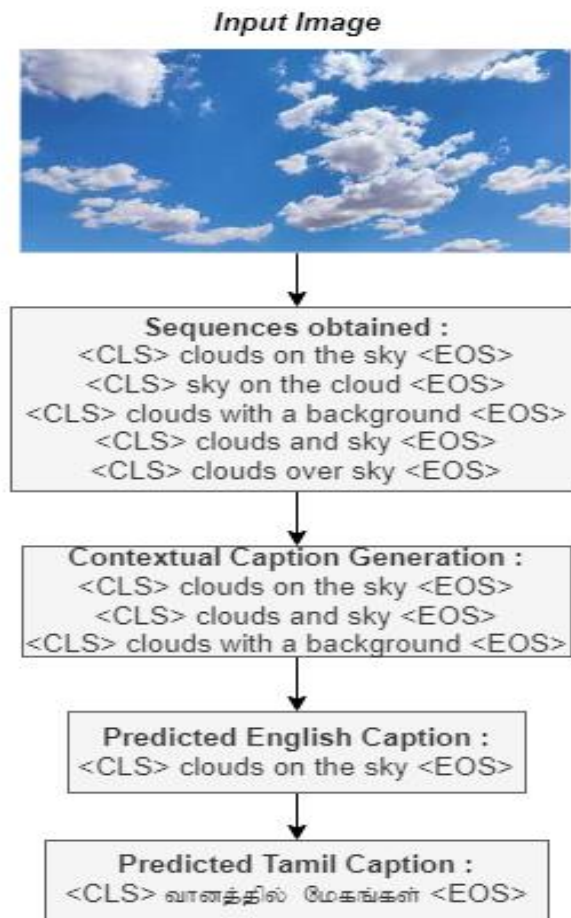 Input Image
Sequences obtained :
<CLS> clouds on the sky <EOS>
<CLS> sky on the cloud <EOS>
<CLS> clouds with a background <EOS>
<CLS> clouds and sky <EOS>
<CLS> clouds over sky <EOS>
Contextual Caption Generation :
<CLS> clouds on the sky <EOS>
<CLS> clouds and sky <EOS>
<CLS> clouds with a background <EOS>
Predicted English Caption :
<CLS> clouds on the sky <EOS>
Predicted Tamil Caption :
<CLS> வானத்தில் மேகங்கள் <EOS>